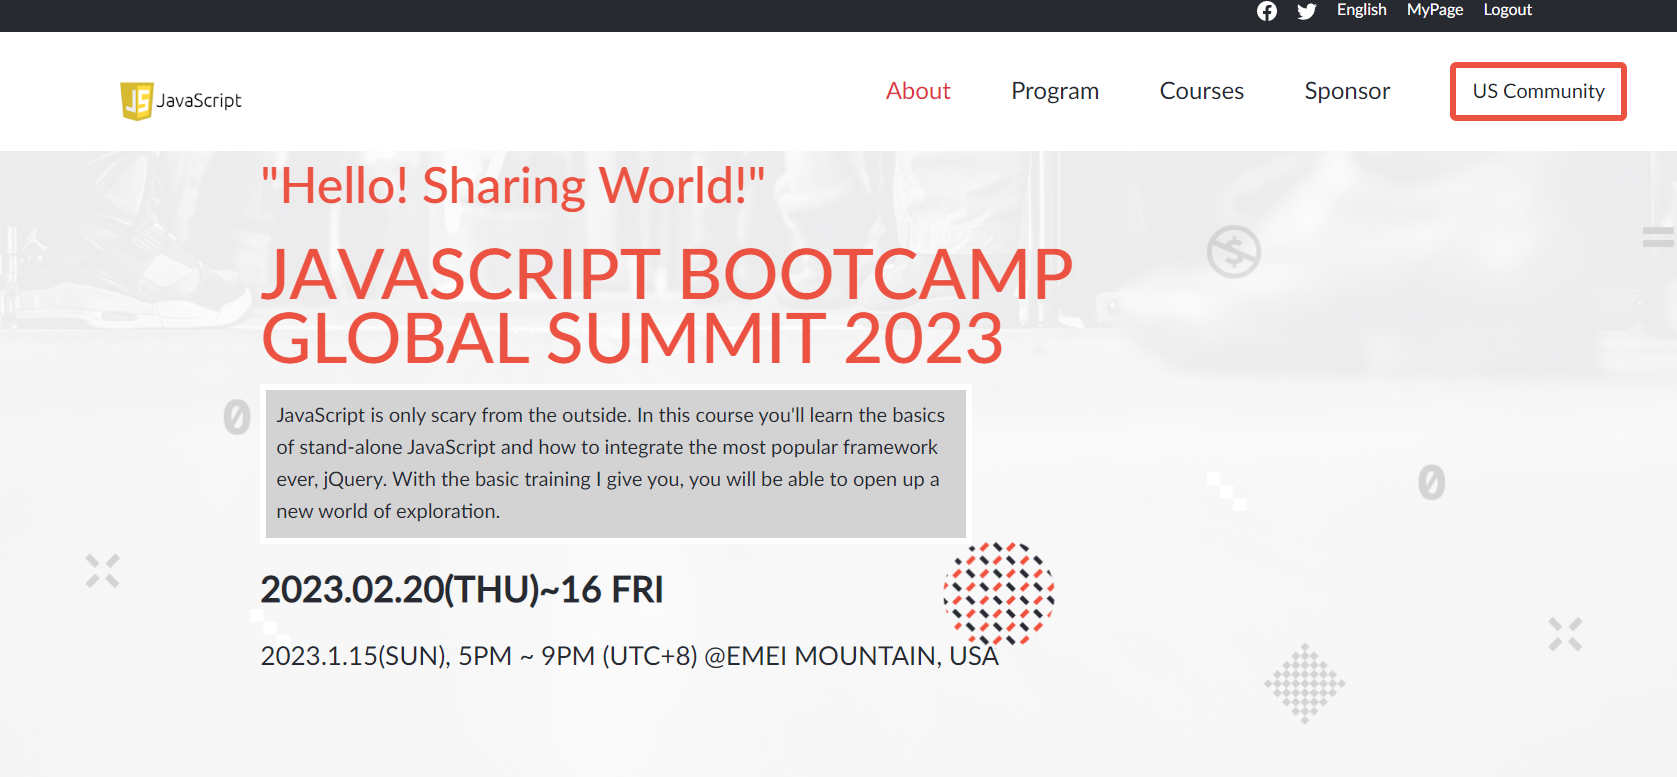 English MyPage Logout
JavaScript
About Program Courses Sponsor US Community
"Hello! Sharing World!"
JAVASCRIPT BOOTCAMP
GLOBAL SUMMIT 2023
JavaScript is only scary from the outside. In this course you'll learn the basics
of stand-alone JavaScript and how to integrate the most popular framework
ever, jQuery. With the basic training I give you, you will be able to open up a
new world of exploration.
2023.02.20(THU)~16 FRI
2023.1.15(SUN), 5PM ~ 9PM (UTC+8) @EMEI MOUNTAIN, USA